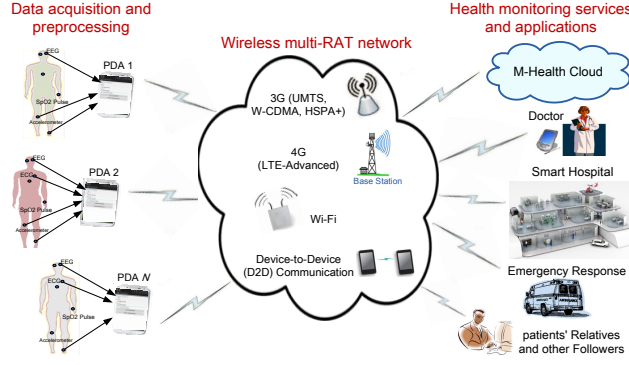 Data acquisition and
preprocessing
EEG
PDA 1
SpO2 Pulse
Accelerometer
EEG
ECG
PDA 2
SpO2 Pulse
Accelerometer
EEG
ECG
PDA N
SpO2 Pulse
Accelerometer
Wireless multi-RAT network
3G (UMTS,
W-CDMA, HSPA+)
4G
(LTE-Advanced)
Base Station
Wi-Fi
Device-to-Device
(D2D) Communication
Health monitoring services
and applications
M-Health Cloud
Doctor
Smart Hospital
Emergency Response
patients' Relatives
and other Followers